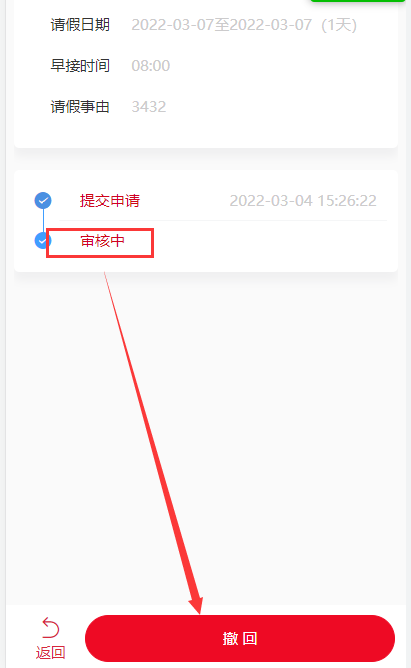 请假日期 2022-03-07至2022-03-07 (1天)
早接时间 08:00
请假事由 3432
提交申请 2022-03-04 15:26:22
审核中
返回 撤 回